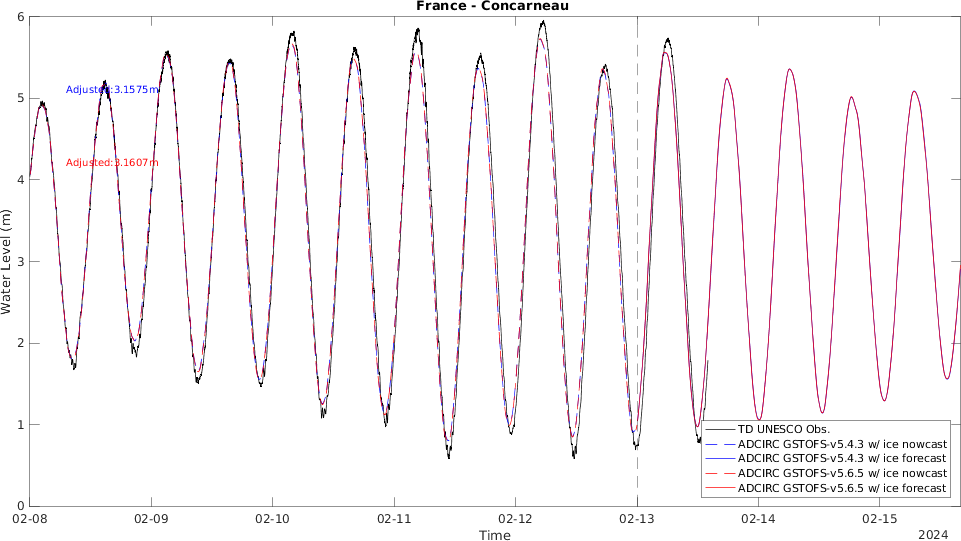 France - Concarneau
6
5
4
3
2
1
0
Water Level (m)
Adjusted:3.1575m
Adjusted:3.1607m
TD UNESCO Obs.
ADCIRC GSTOFS-v5.4.3 w/ ice nowcast
ADCIRC GSTOFS-v5.4.3 w/ ice forecast
ADCIRC GSTOFS-v5.6.5 w/ ice nowcast
ADCIRC GSTOFS-v5.6.5 w/ ice forecast
02-08 02-09 02-10 02-11 02-12 02-13 02-14 02-15
Time
2024